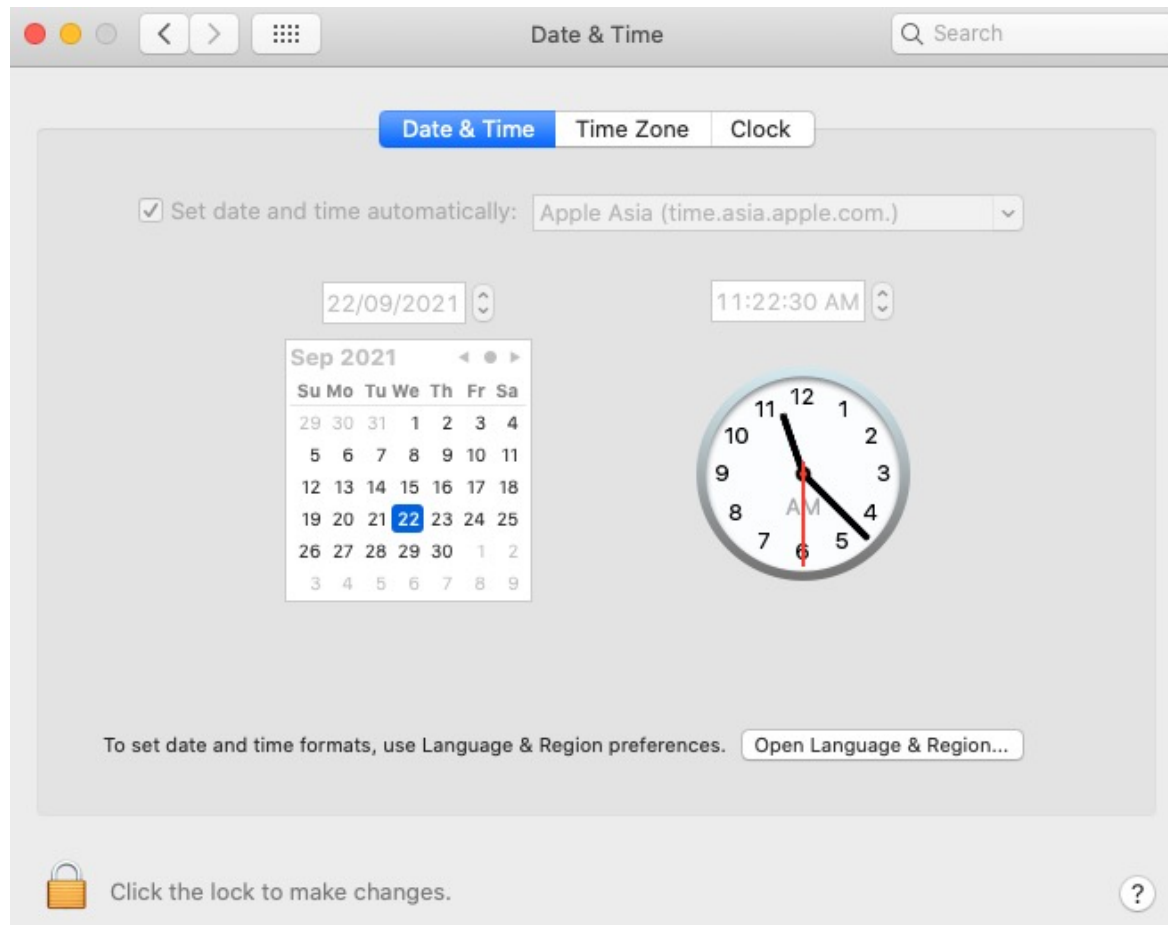 Date & Time
Search
Date & Time Time Zone Clock
Set date and time automatically: Apple Asia (time.asia.apple.com.)
22/09/2021
11:22:30 AM
Sep 2021
Su Mo Tu We Th Fr Sa
29 30 31 1 2 3 4
5 6 7 8 9 10 11
12 13 14 15 16 17 18
19 20 21 22 23 24 25
26 27 28 29 30 1 2
3 4 5 6 7 8 9
12
11 1
10 2
9 3
AM
8 4
7 5
6
To set date and time formats, use Language & Region preferences. Open Language & Region...
Click the lock to make changes.
?